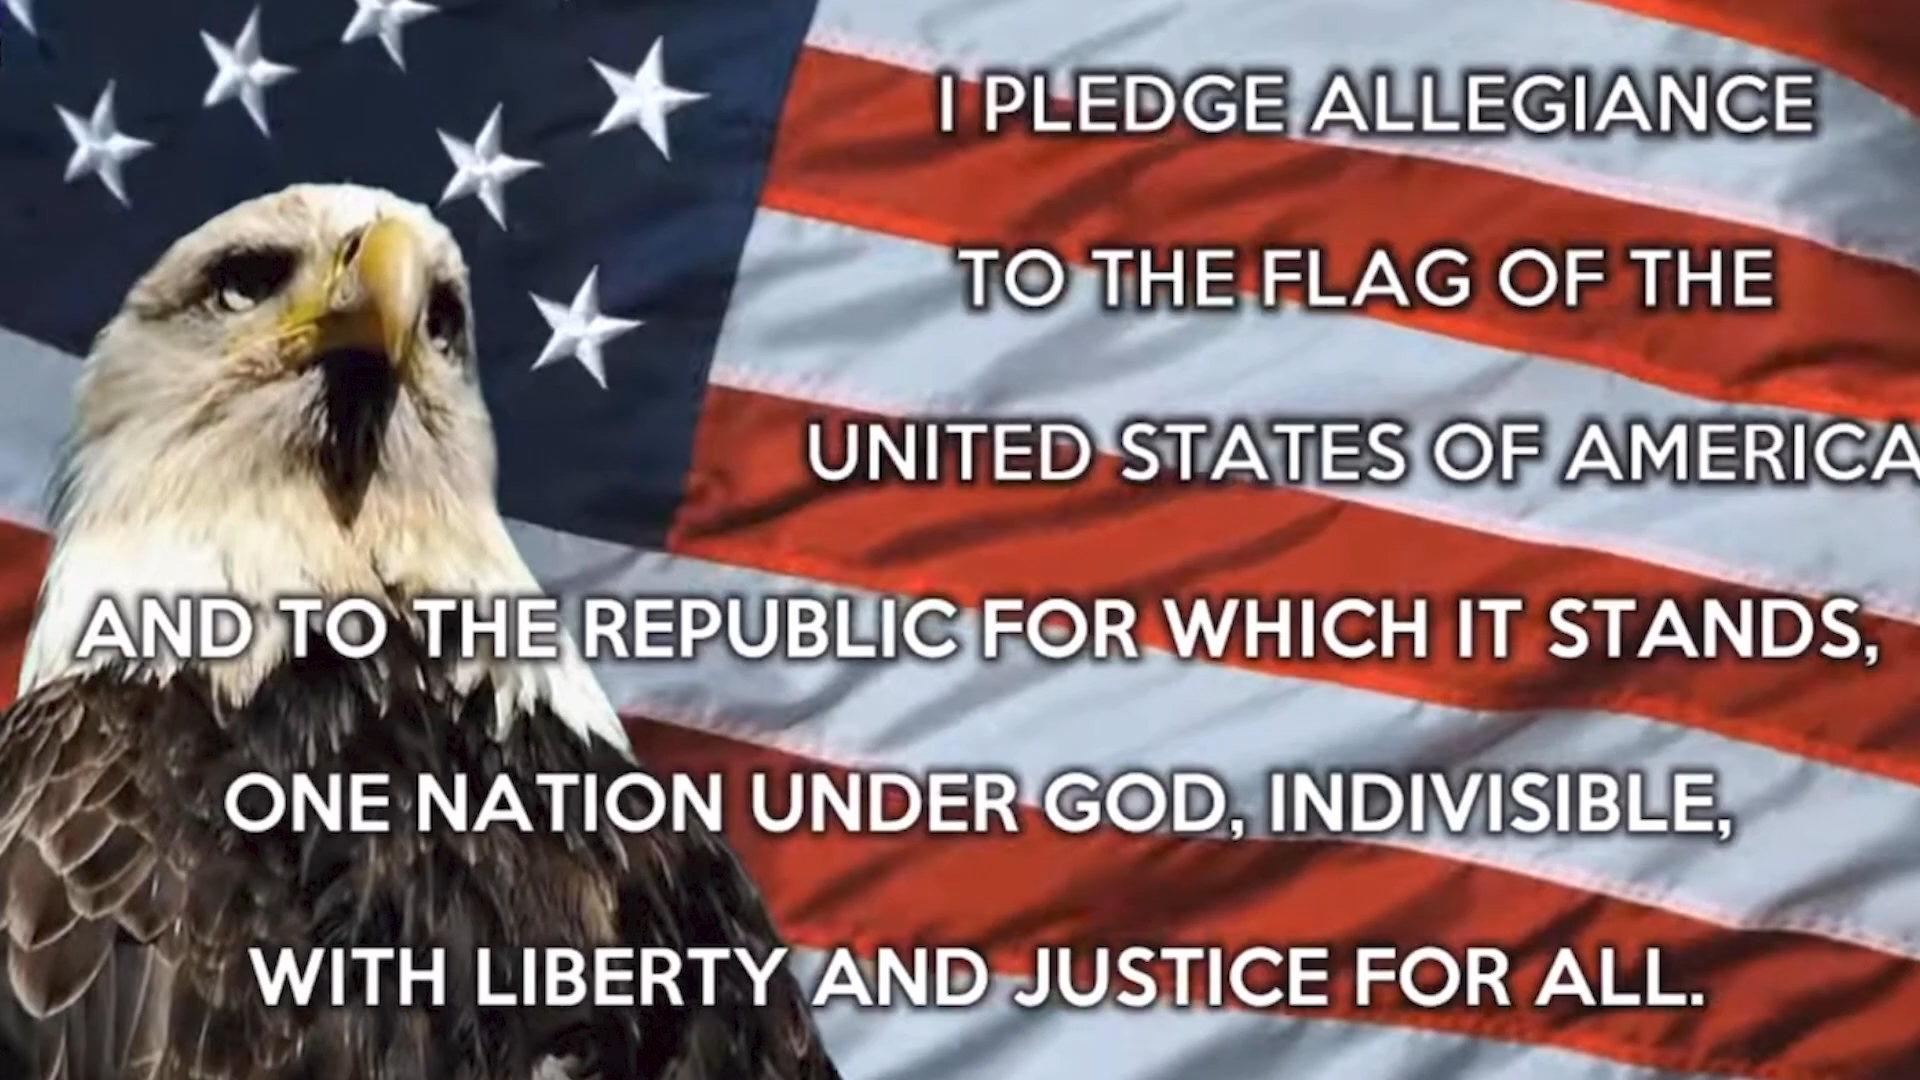 I PLEDGE ALLEGIANCE
TO THE FLAG OF THE
UNITED STATES OF AMERICA
AND TO THE REPUBLIC FOR WHICH IT STANDS,
ONE NATION UNDER GOD, INDIVISIBLE,
WITH LIBERTY AND JUSTICE FOR ALL.